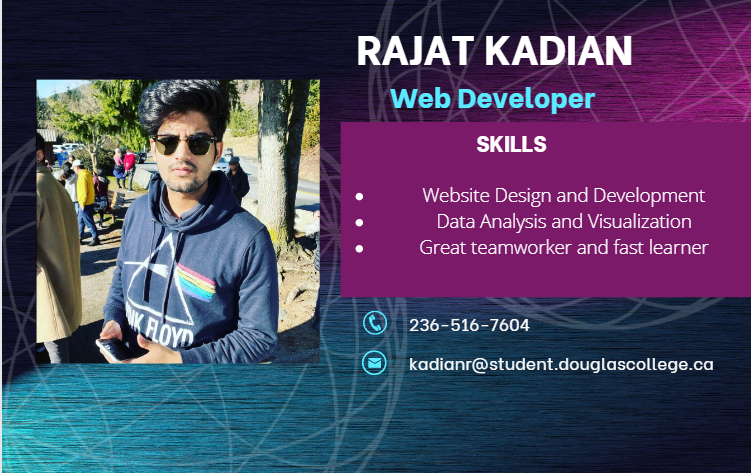 RAJAT KADIAN
Web Developer
SKILLS
• Website Design and Development
• Data Analysis and Visualization
• Great teamworker and fast learner
FLOYD
236-516-7604
kadianr@student.douglascollege.ca